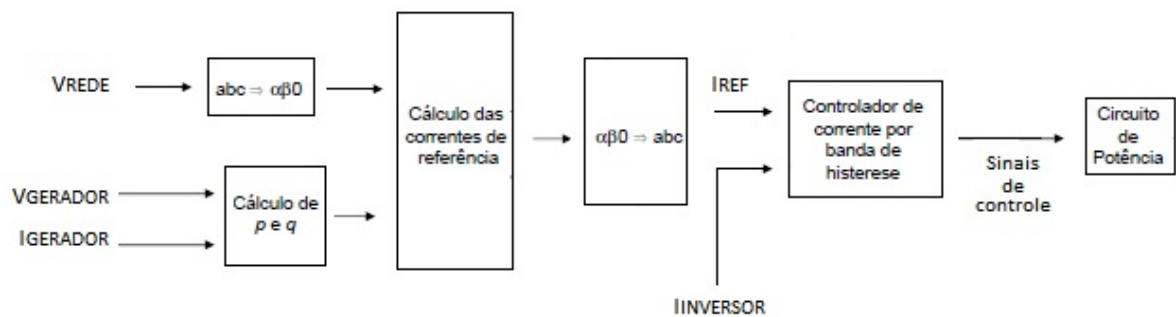 VREDE
abc ⇒ αβ0
VGERADOR
IGERADOR
Cálculo de
p e q
Cálculo das
correntes de
referência
αβ0 ⇒ abc
IREF
IINVERSOR
Controlador de
corrente por
banda de
histerese
Sinais
de
controle
Circuito
de
Potência